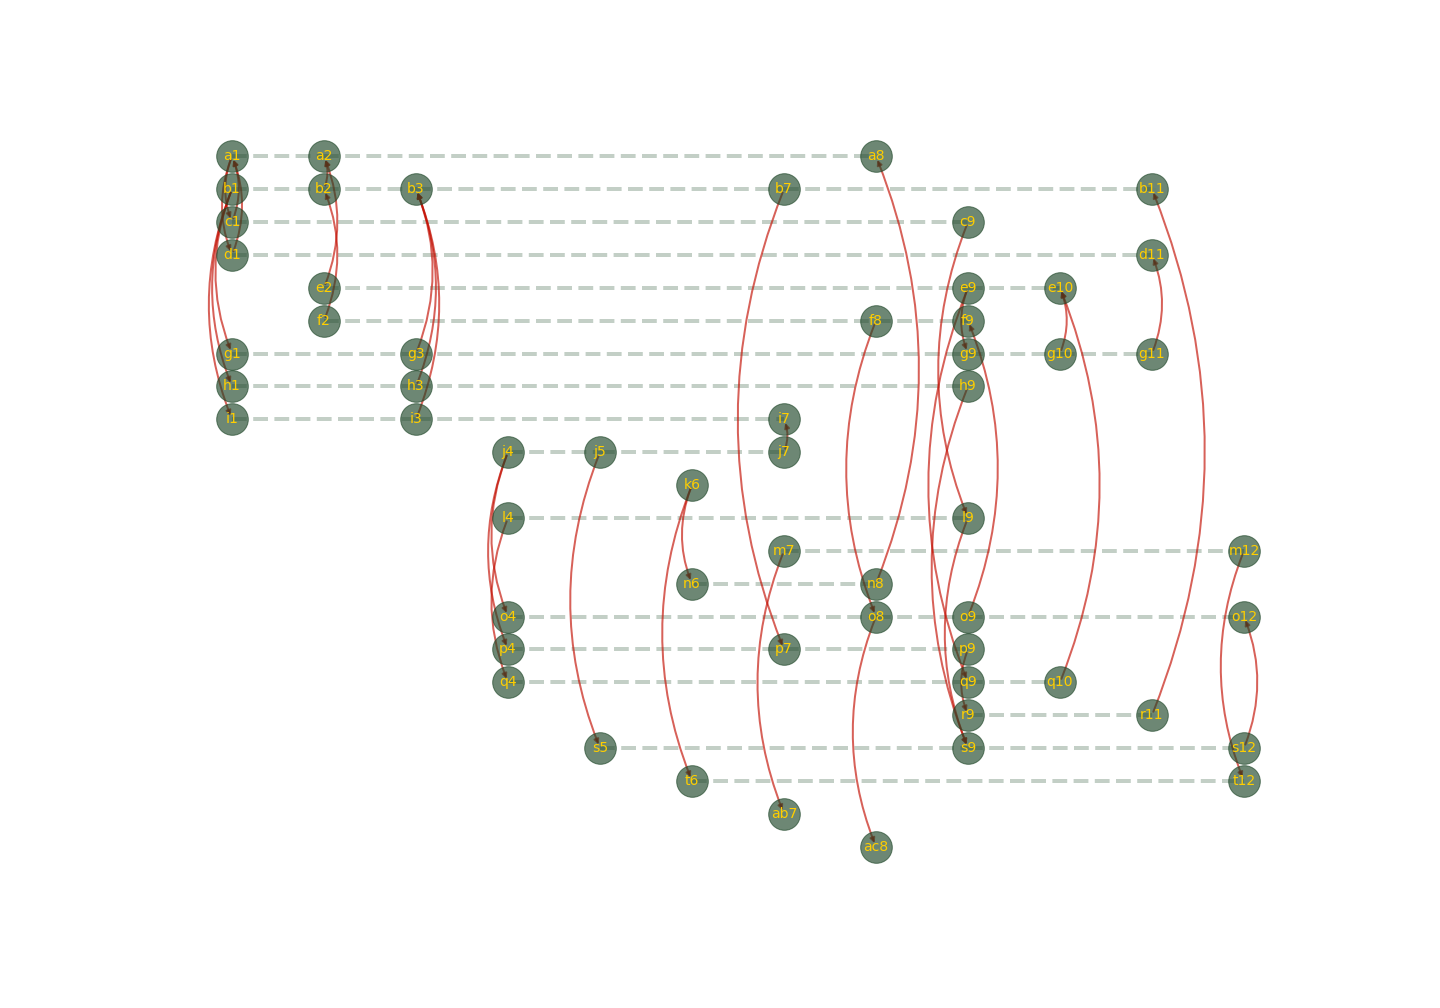 a1 a2 a8
b1 b2 b3 b7 b11
c1 c9
d1 d11
e2 e9 e10
f2 f8 f9
g1 g3 g9 g10 g11
h1 h3 h9
i1 i3 i7
j4 j5 j7
k6
l4 l9
m7 m12
n6 n8
o4 o8 o9 o12
p4 p7 p9
q4 q9 q10
r9 r11
s5 s9 s12
t6 t12
ab7
ac8